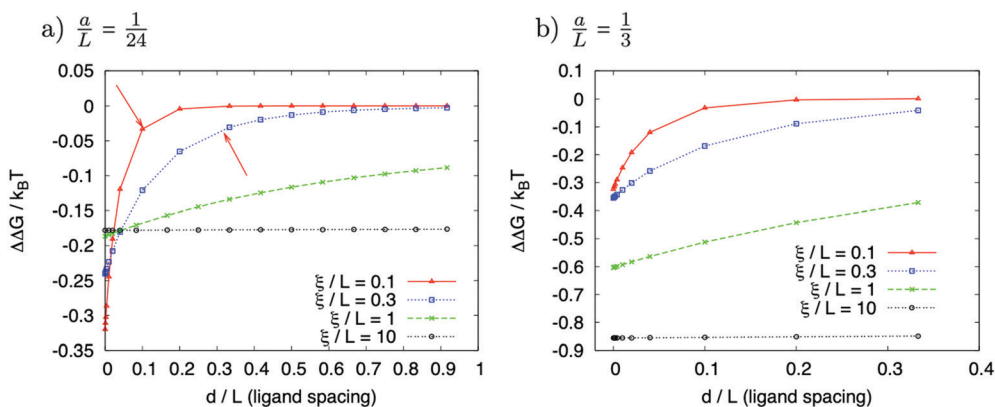 a) a/L = 1/24
ΔΔG / k_BT
0.05
0
-0.05
-0.1
-0.15
-0.2
-0.25
-0.3
-0.35
ξ / L = 0.1
ξ / L = 0.3
ξ / L = 1
ξ / L = 10
0 0.1 0.2 0.3 0.4 0.5 0.6 0.7 0.8 0.9 1
d / L (ligand spacing)
b) a/L = 1/3
ΔΔG / k_BT
0.1
0
-0.1
-0.2
-0.3
-0.4
-0.5
-0.6
-0.7
-0.8
-0.9
ξ / L = 0.1
ξ / L = 0.3
ξ / L = 1
ξ / L = 10
0 0.1 0.2 0.3 0.4
d / L (ligand spacing)